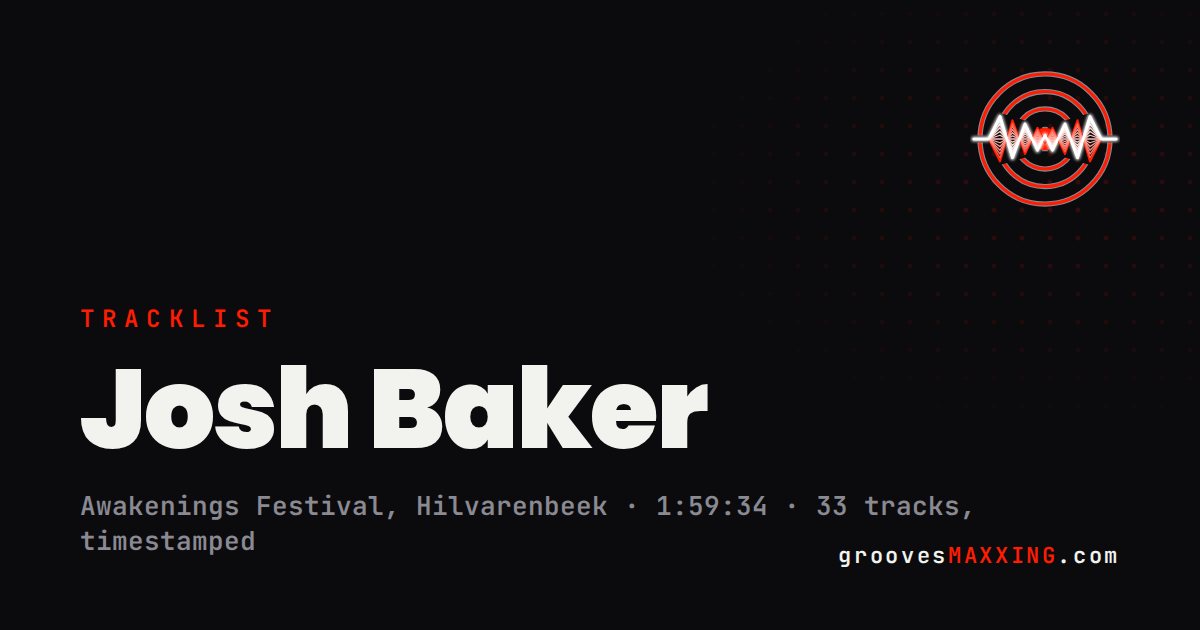 TRACKLIST
Josh Baker
Awakenings Festival, Hilvarenbeek · 1:59:34 · 33 tracks,
timestamped
groovesMAXXING.com